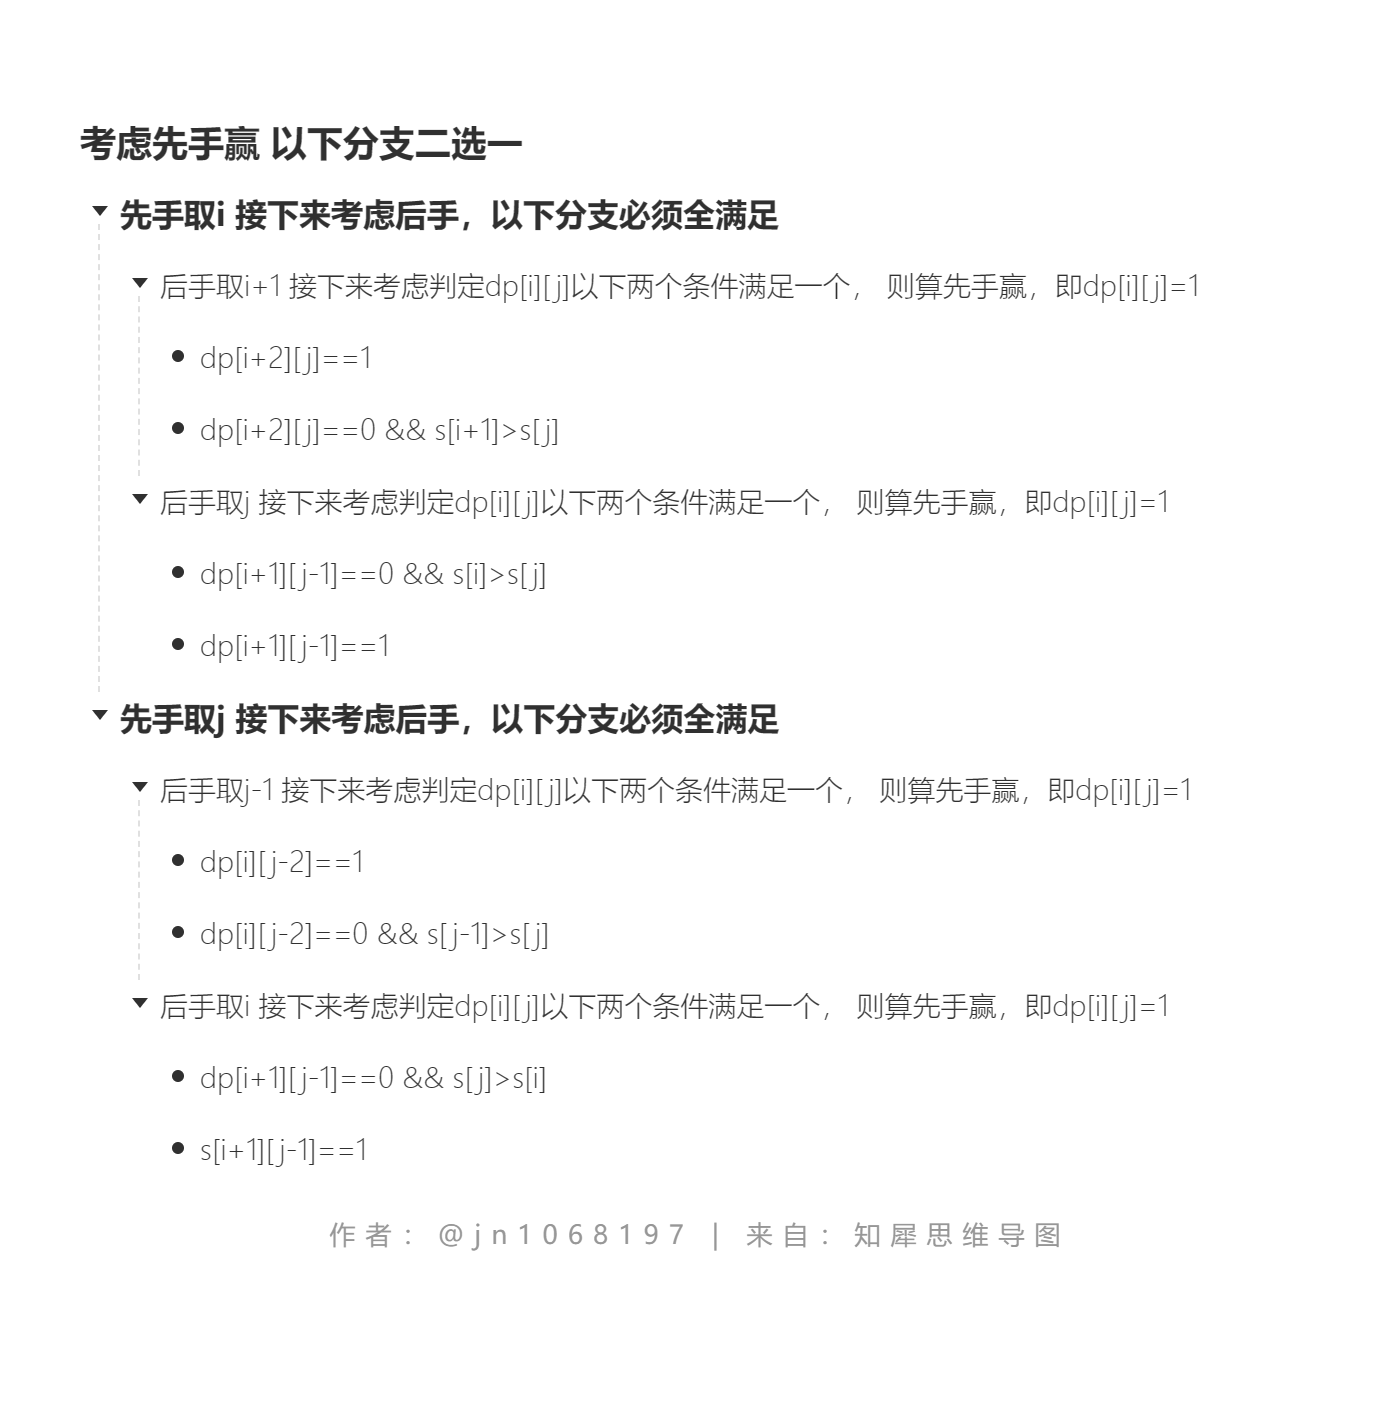 考虑先手赢 以下分支二选一
先手取i 接下来考虑后手，以下分支必须全满足
后手取i+1 接下来考虑判定dp[i][j]以下两个条件满足一个， 则算先手赢，即dp[i][j]=1
dp[i+2][j]==1
dp[i+2][j]==0 && s[i+1]>s[j]
后手取j 接下来考虑判定dp[i][j]以下两个条件满足一个， 则算先手赢，即dp[i][j]=1
dp[i+1][j-1]==0 && s[i]>s[j]
dp[i+1][j-1]==1
先手取j 接下来考虑后手，以下分支必须全满足
后手取j-1 接下来考虑判定dp[i][j]以下两个条件满足一个， 则算先手赢，即dp[i][j]=1
dp[i][j-2]==1
dp[i][j-2]==0 && s[j-1]>s[j]
后手取i 接下来考虑判定dp[i][j]以下两个条件满足一个， 则算先手赢，即dp[i][j]=1
dp[i+1][j-1]==0 && s[j]>s[i]
s[i+1][j-1]==1
作者：@jn1068197 | 来自：知犀思维导图